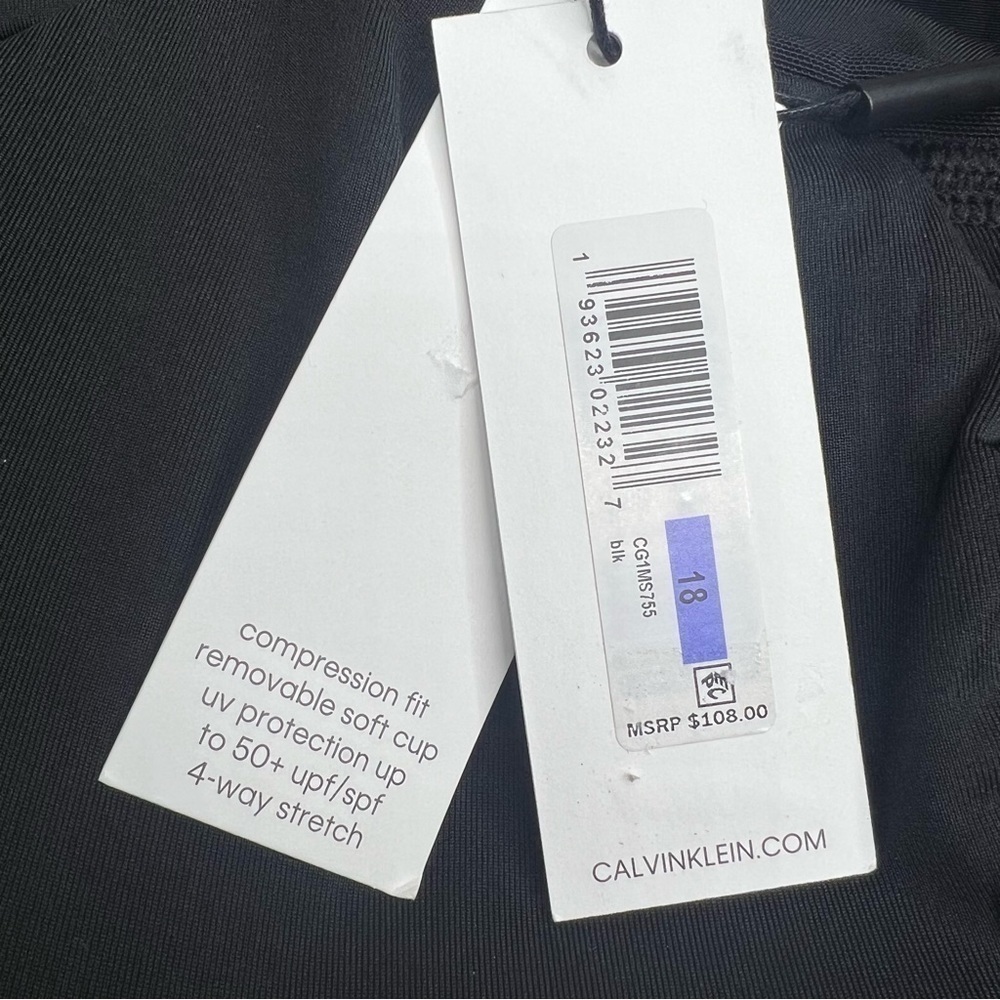 compression fit
removable soft cup
uv protection up
to 50+ upf/spf
4-way stretch
1 93623 02232 7
blk
CG1MS755
18
MSRP $108.00
CALVINKLEIN.COM